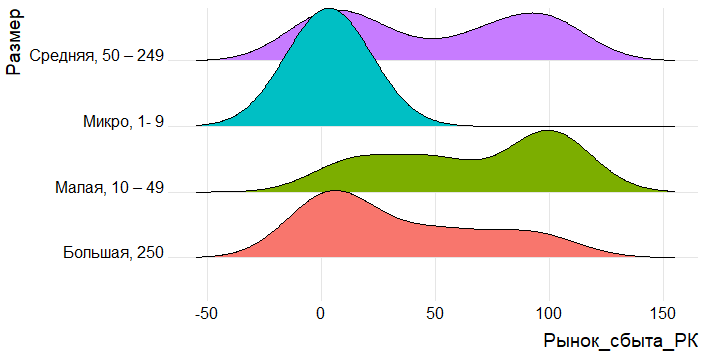 Размер
Средняя, 50 – 249
Микро, 1- 9
Малая, 10 – 49
Большая, 250
-50 0 50 100 150
Рынок_сбыта_РК